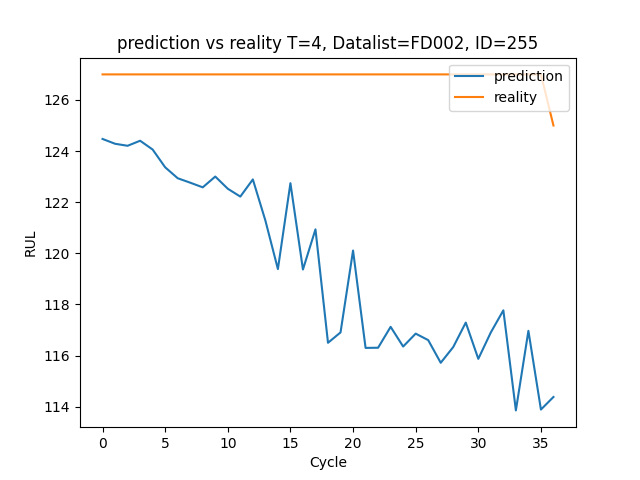 prediction vs reality T=4, Datalist=FD002, ID=255
prediction
reality
126
124
122
120
118
116
114
RUL
0 5 10 15 20 25 30 35
Cycle